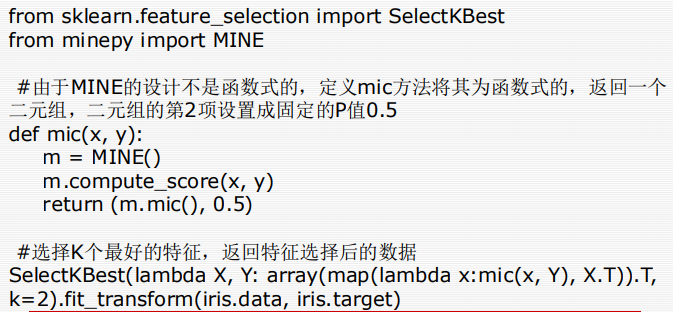 from sklearn.feature_selection import SelectKBest
from minepy import MINE
#由于MINE的设计不是函数式的，定义mic方法将其为函数式的，返回一个
二元组，二元组的第2项设置成固定的P值0.5
def mic(x, y):
    m = MINE()
    m.compute_score(x, y)
    return (m.mic(), 0.5)
#选择K个最好的特征，返回特征选择后的数据
SelectKBest(lambda X, Y: array(map(lambda x:mic(x, Y), X.T)).T,
k=2).fit_transform(iris.data, iris.target)